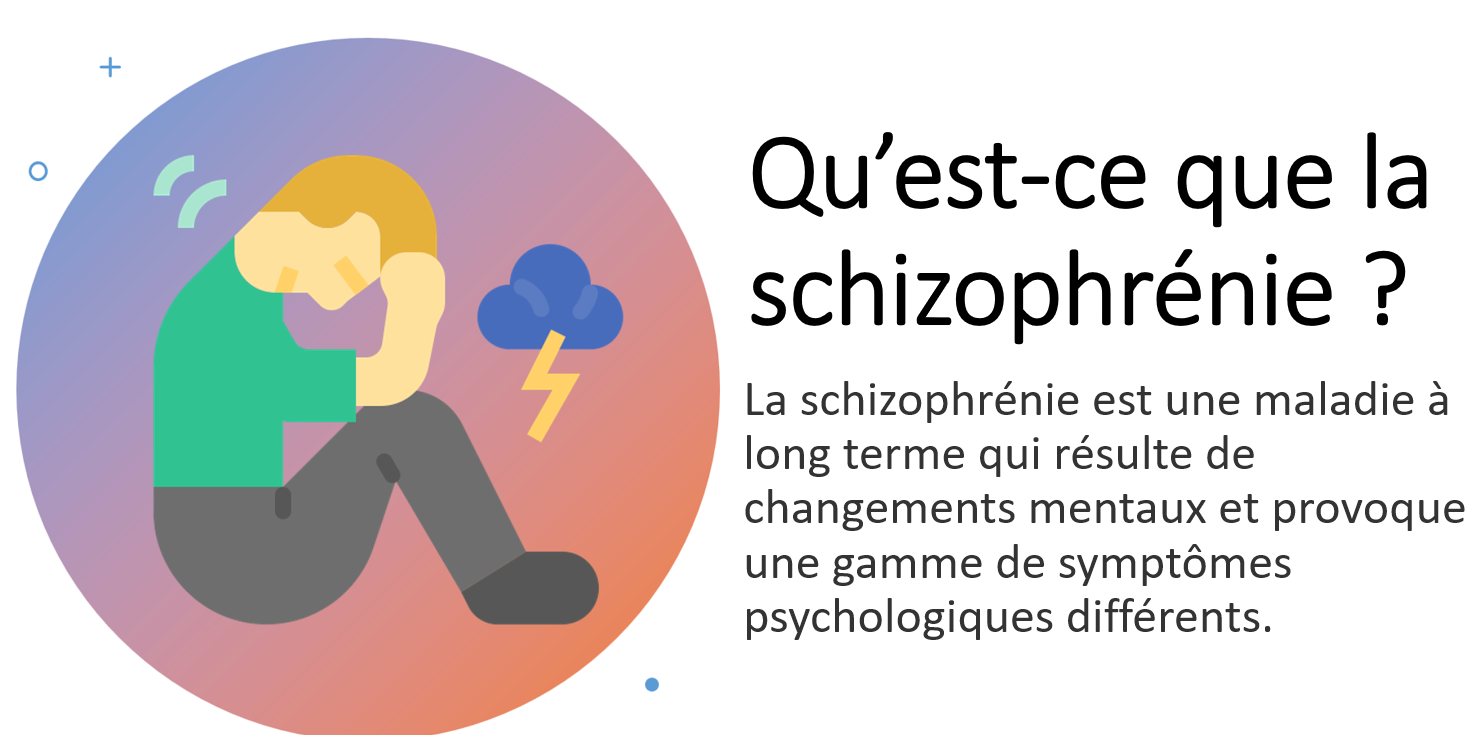 Qu’est-ce que la
schizophrénie ?
La schizophrénie est une maladie à
long terme qui résulte de
changements mentaux et provoque
une gamme de symptômes
psychologiques différents.